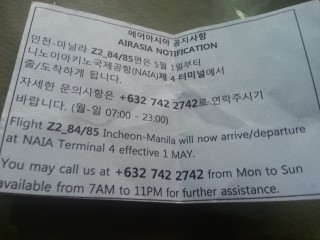 에어아시아 공지사항
AIRASIA NOTIFICATION
인천-마닐라 Z2_84/85편은 5월 1일부터
니노이아키노국제공항(NAIA)제 4 터미널에서
출/도착하게 됩니다.
자세한 문의사항은 +632 742 2742로 연락주시기
바랍니다. (월-일 07:00 - 23:00)
Flight Z2_84/85 Incheon-Manila will now arrive/departure
at NAIA Terminal 4 effective 1 MAY.
You may call us at +632 742 2742 from Mon to Sun
available from 7AM to 11PM for further assistance.